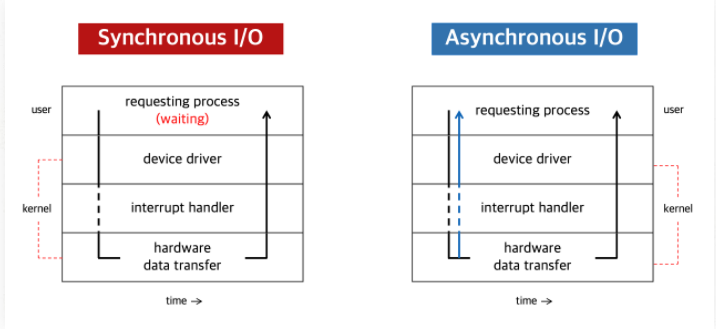 Synchronous I/O
user
requesting process
(waiting)
device driver
kernel
interrupt handler
hardware
data transfer
time →
Asynchronous I/O
requesting process
user
device driver
interrupt handler
kernel
hardware
data transfer
time →